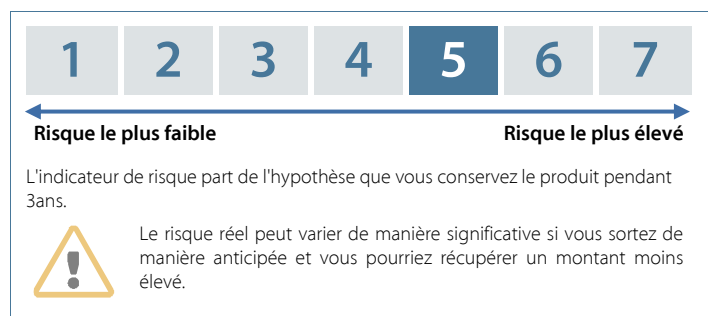 1 2 3 4 5 6 7
Risque le plus faible Risque le plus élevé
L'indicateur de risque part de l'hypothèse que vous conservez le produit pendant
3ans.
Le risque réel peut varier de manière significative si vous sortez de
manière anticipée et vous pourriez récupérer un montant moins
élevé.